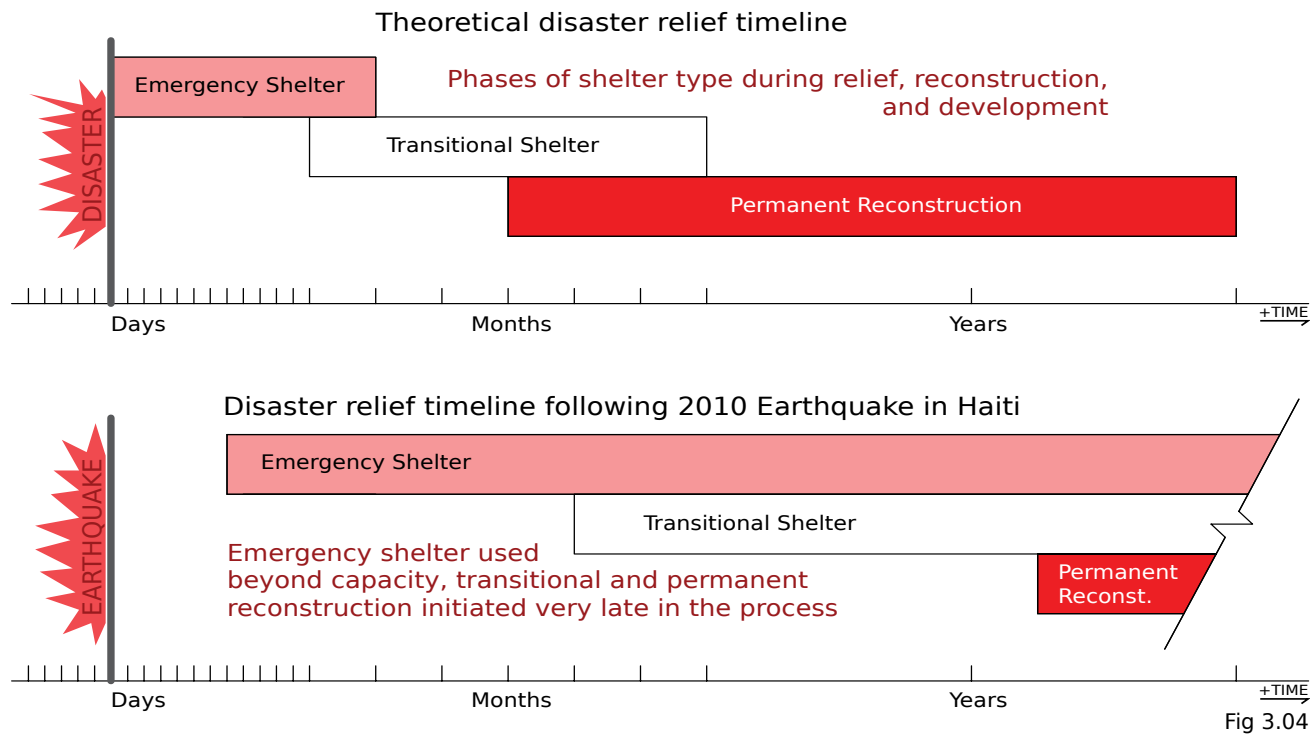 Theoretical disaster relief timeline
DISASTER
Emergency Shelter
Phases of shelter type during relief, reconstruction,
and development
Transitional Shelter
Permanent Reconstruction
Days
Months
Years
+TIME
Disaster relief timeline following 2010 Earthquake in Haiti
EARTHQUAKE
Emergency Shelter
Transitional Shelter
Emergency shelter used
beyond capacity, transitional and permanent
reconstruction initiated very late in the process
Permanent
Reconst.
Days
Months
Years
+TIME
Fig 3.04